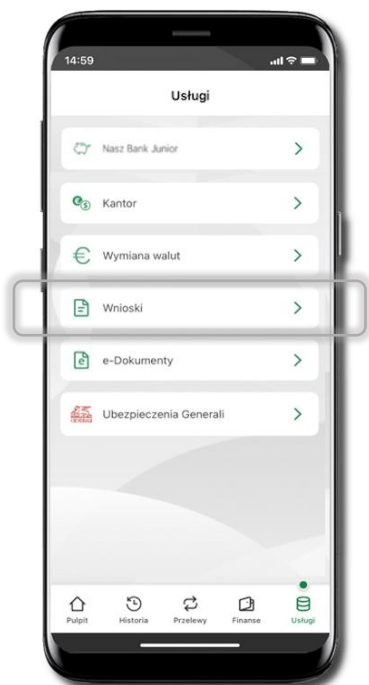 14:59
Usługi
Nasz Bank Junior
Kantor
Wymiana walut
Wnioski
e-Dokumenty
Ubezpieczenia Generali
Pulpit
Historia
Przelewy
Finanse
Usługi